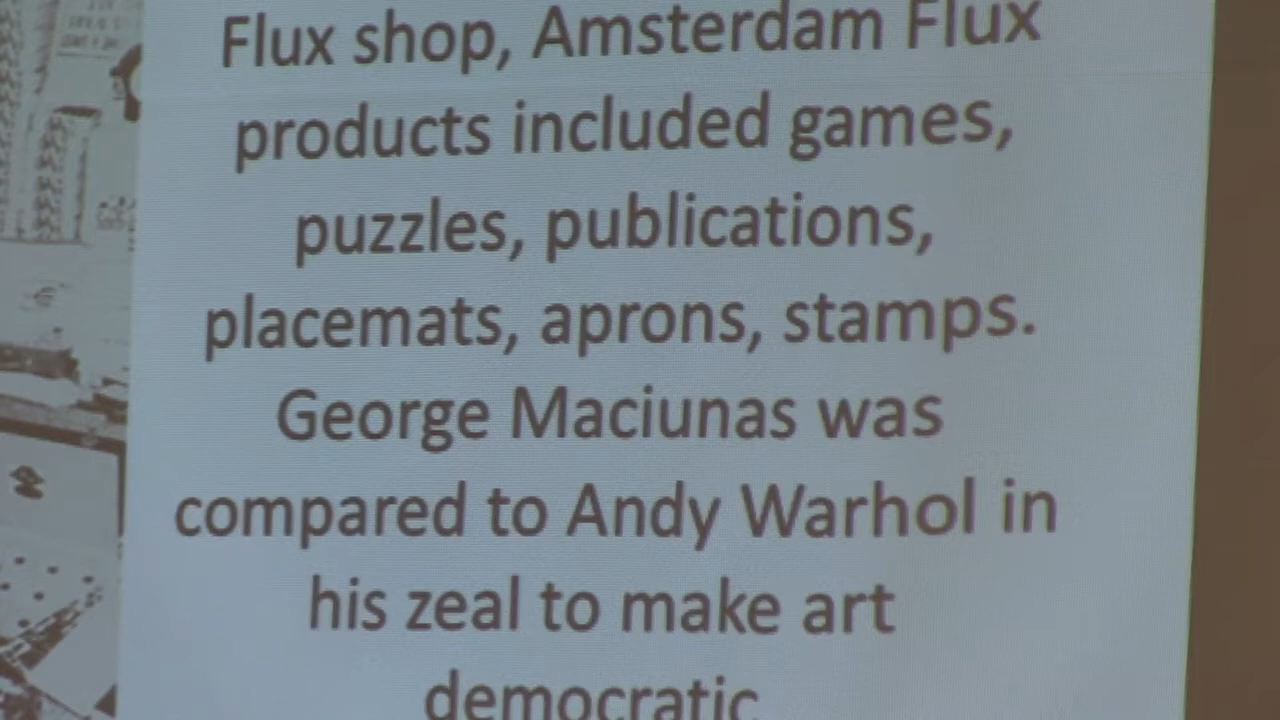 Flux shop, Amsterdam Flux
products included games,
puzzles, publications,
placemats, aprons, stamps.
George Maciunas was
compared to Andy Warhol in
his zeal to make art
democratic